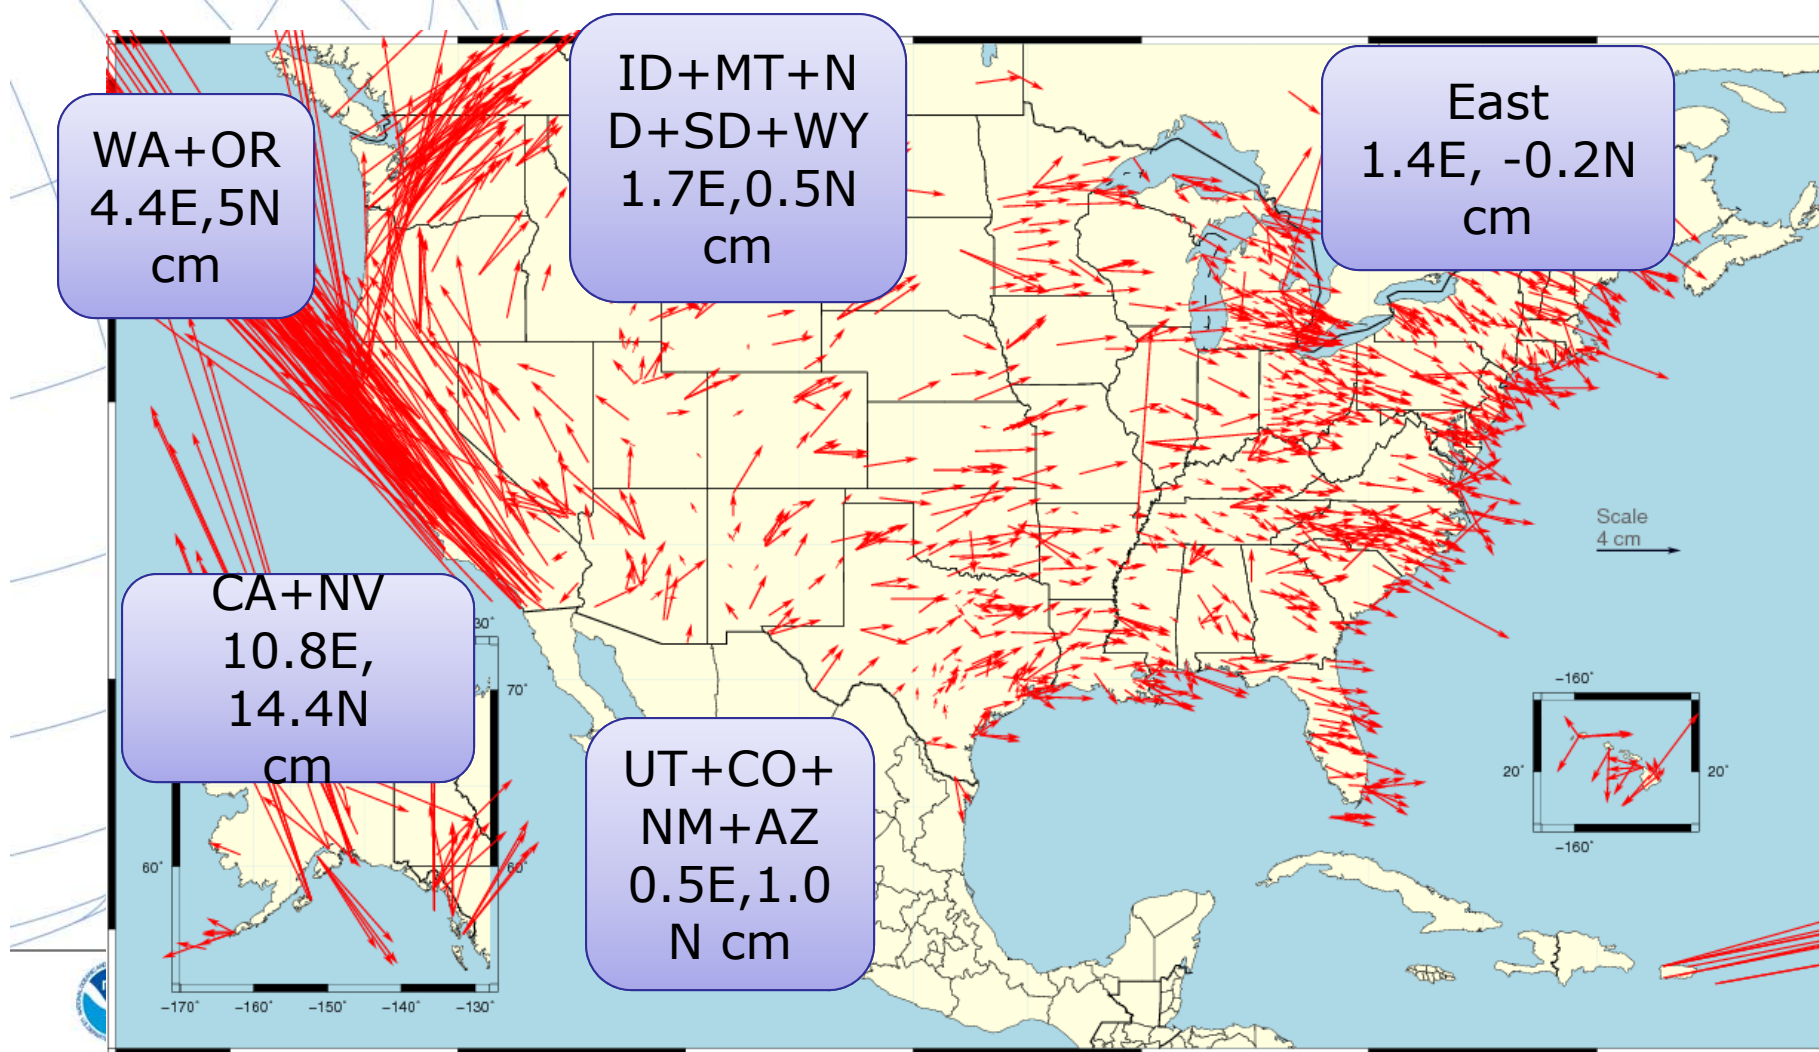 WA+OR
4.4E,5N
cm
ID+MT+N
D+SD+WY
1.7E,0.5N
cm
East
1.4E, -0.2N
cm
Scale
4 cm
CA+NV
10.8E,
14.4N
cm
30°
70°
60°
60°
-170°
-160°
-150°
-140°
-130°
UT+CO+
NM+AZ
0.5E,1.0
N cm
-160°
20°
20°
-160°